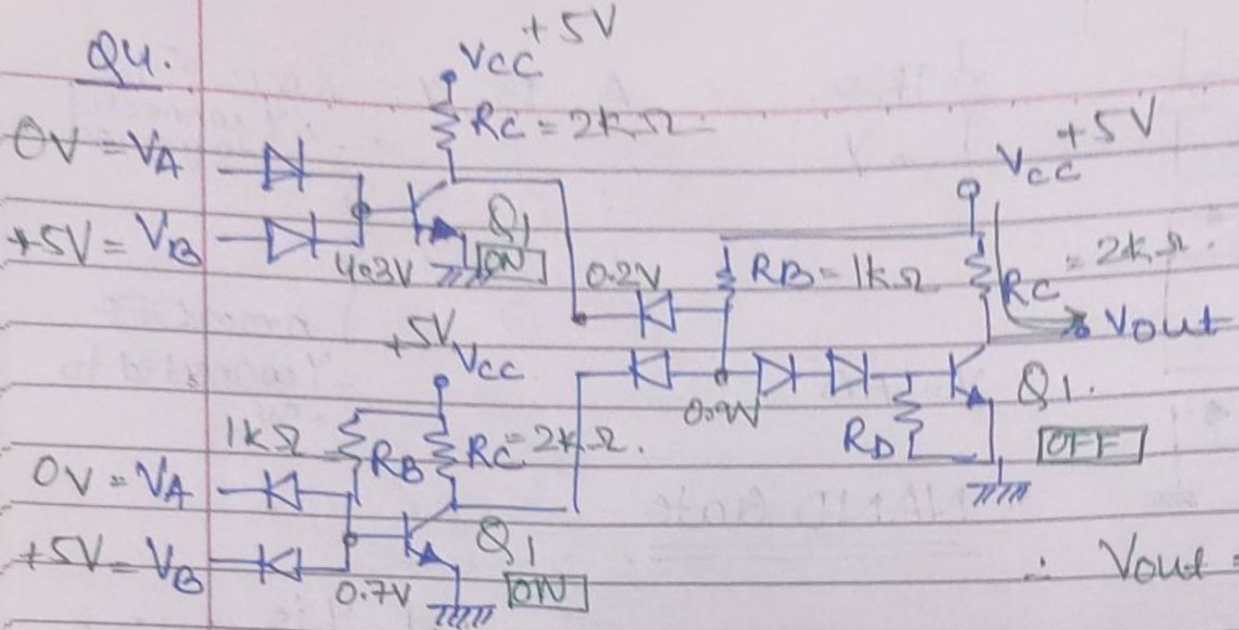 Q4.
VCC +5V
RC = 2kΩ
0V = VA
+5V = VB
4.3V
Q1
ON
0.2V
RB = 1kΩ
VCC +5V
RC = 2kΩ.
Vout
+5V VCC
0.9V
Q1.
OFF
RD
1kΩ
RB
RC = 2kΩ.
0V = VA
+5V = VB
0.7V
Q1
ON
∴ Vout =